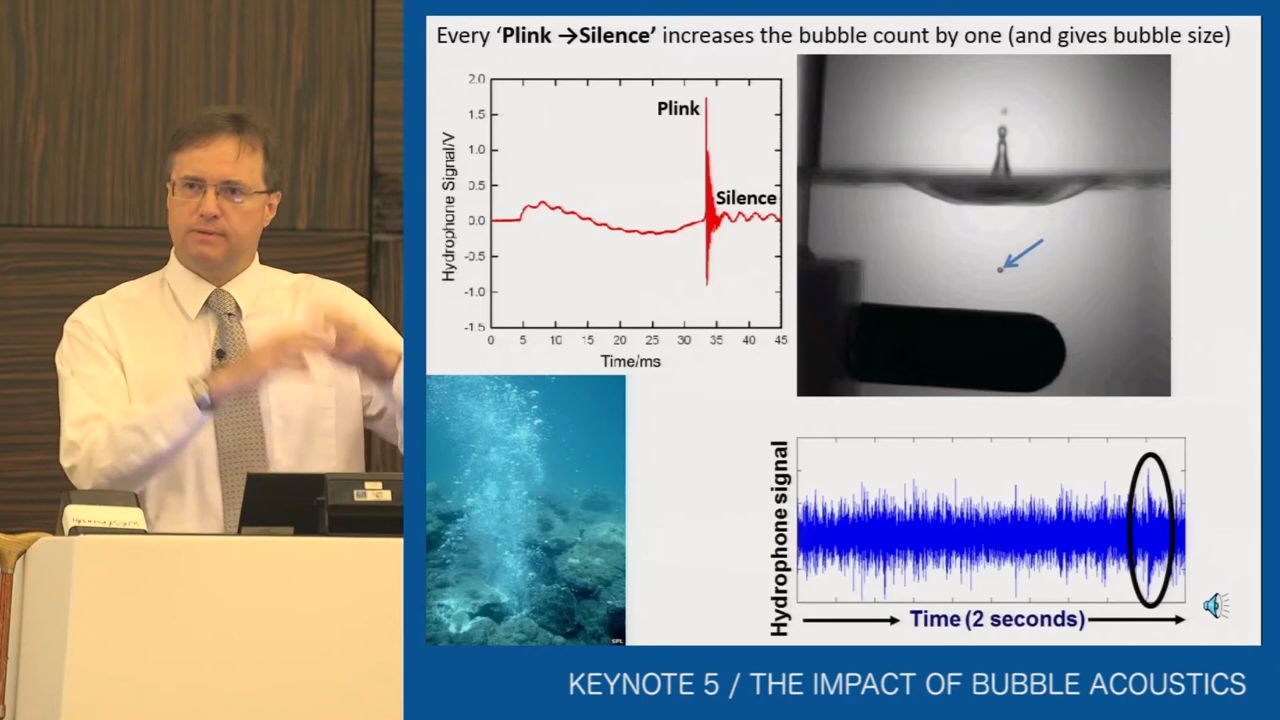 Every ‘Plink →Silence’ increases the bubble count by one (and gives bubble size)
2.0
1.5
1.0
0.5
0.0
-0.5
-1.0
-1.5
Hydrophone Signal/V
Plink
Silence
0 5 10 15 20 25 30 35 40 45
Time/ms
SPL
Hydrophone signal
Time (2 seconds)
KEYNOTE 5 / THE IMPACT OF BUBBLE ACOUSTICS